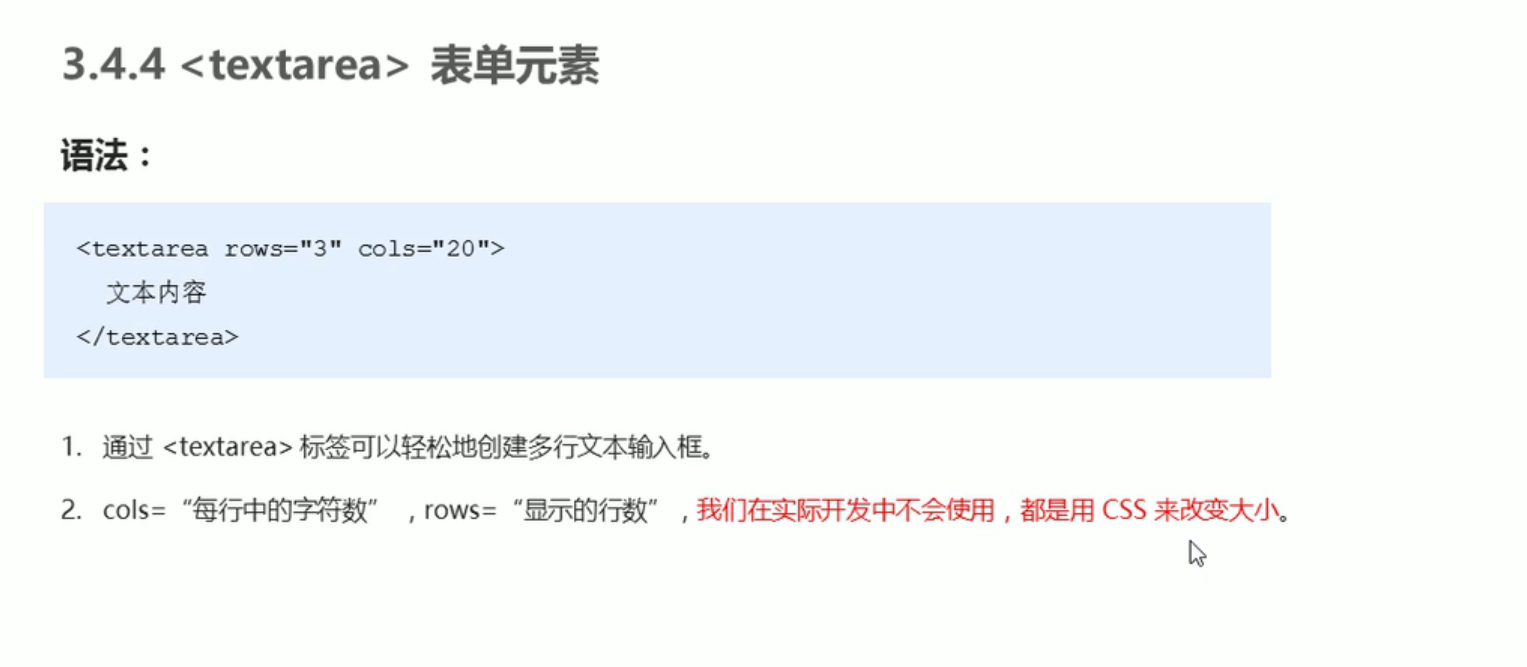 3.4.4 <textarea> 表单元素
语法：
<textarea rows="3" cols="20">
文本内容
</textarea>
1. 通过 <textarea> 标签可以轻松地创建多行文本输入框。
2. cols=“每行中的字符数” , rows=“显示的行数” , 我们在实际开发中不会使用，都是用 CSS 来改变大小。